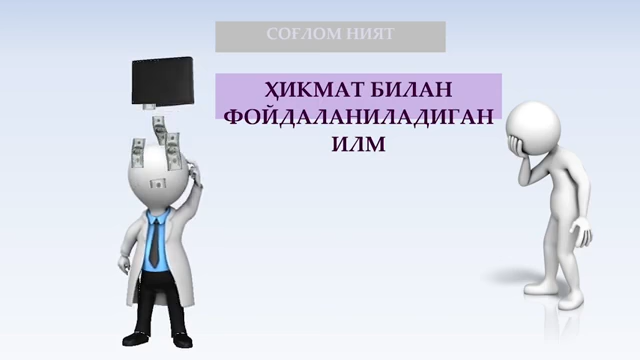 СОҒЛОМ НИЯТ
ҲИКМАТ БИЛАН
ФОЙДАЛАНИЛАДИГАН
ИЛМ